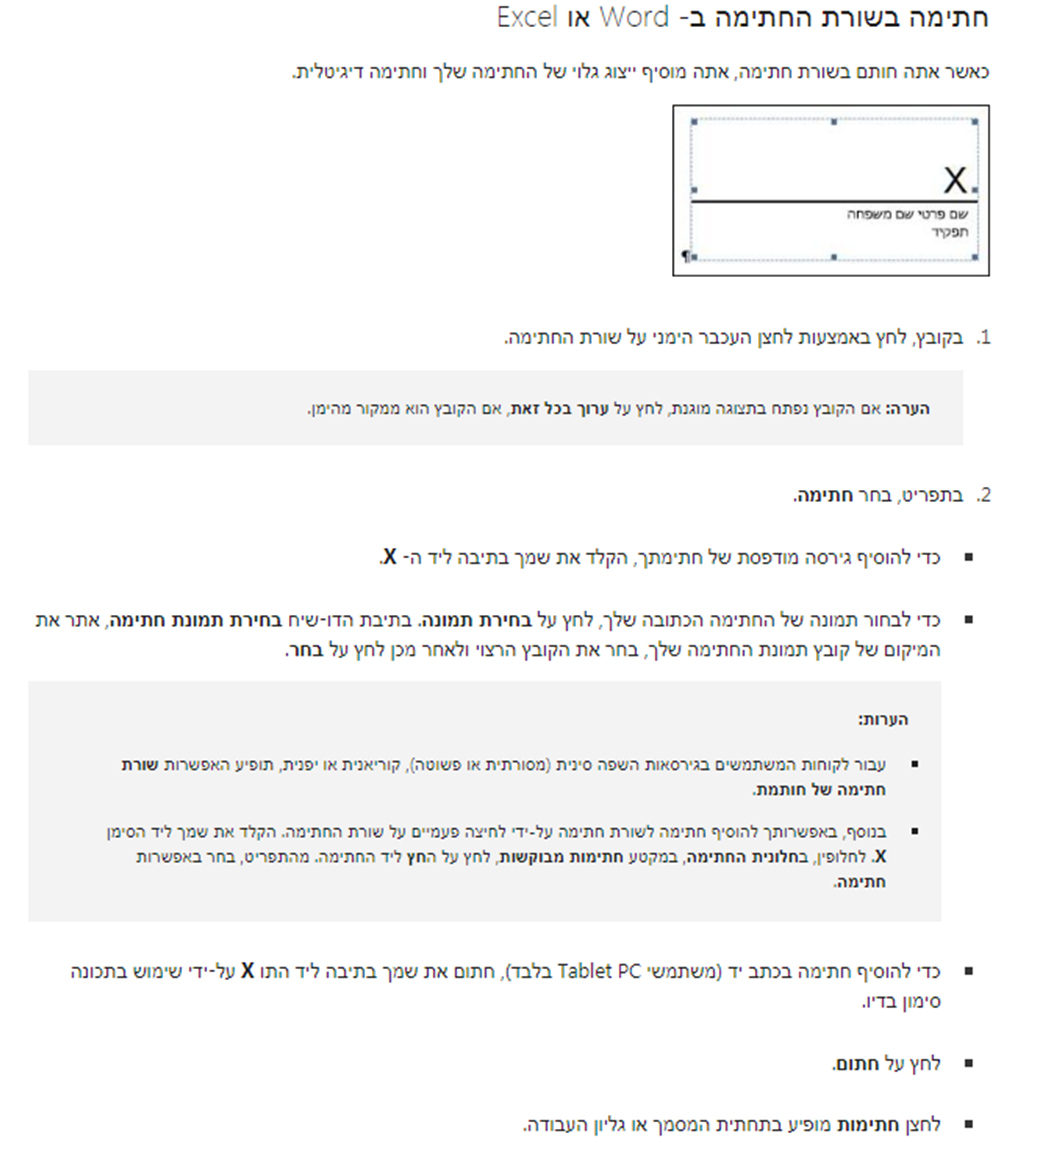 חתימה בשורת החתימה ב- Word או Excel
כאשר אתה חותם בשורת חתימה, אתה מוסיף ייצוג גלוי של החתימה שלך וחתימה דיגיטלית.
X
שם פרטי שם משפחה
תפקיד
¶
1. בקובץ, לחץ באמצעות לחצן העכבר הימני על שורת החתימה.
הערה: אם הקובץ נפתח בתצוגה מוגנת, לחץ על ערוך בכל זאת, אם הקובץ הוא ממקור מהימן.
2. בתפריט, בחר חתימה.
▪ כדי להוסיף גירסה מודפסת של חתימתך, הקלד את שמך בתיבה ליד ה- X.
▪ כדי לבחור תמונה של החתימה הכתובה שלך, לחץ על בחירת תמונה. בתיבת הדו-שיח בחירת תמונת חתימה, אתר את
המיקום של קובץ תמונת החתימה שלך, בחר את הקובץ הרצוי ולאחר מכן לחץ על בחר.
הערות:
▪ עבור לקוחות המשתמשים בגירסאות השפה סינית (מסורתית או פשוטה), קוריאנית או יפנית, תופיע האפשרות שורת
חתימה של חותמת.
▪ בנוסף, באפשרותך להוסיף חתימה לשורת חתימה על-ידי לחיצה פעמיים על שורת החתימה. הקלד את שמך ליד הסימן
X. לחלופין, בחלונית החתימה, במקטע חתימות מבוקשות, לחץ על החץ ליד החתימה. מהתפריט, בחר באפשרות
חתימה.
▪ כדי להוסיף חתימה בכתב יד (משתמשי Tablet PC בלבד), חתום את שמך בתיבה ליד התו X על-ידי שימוש בתכונה
סימון בדיו.
▪ לחץ על חתום.
▪ לחצן חתימות מופיע בתחתית המסמך או גליון העבודה.